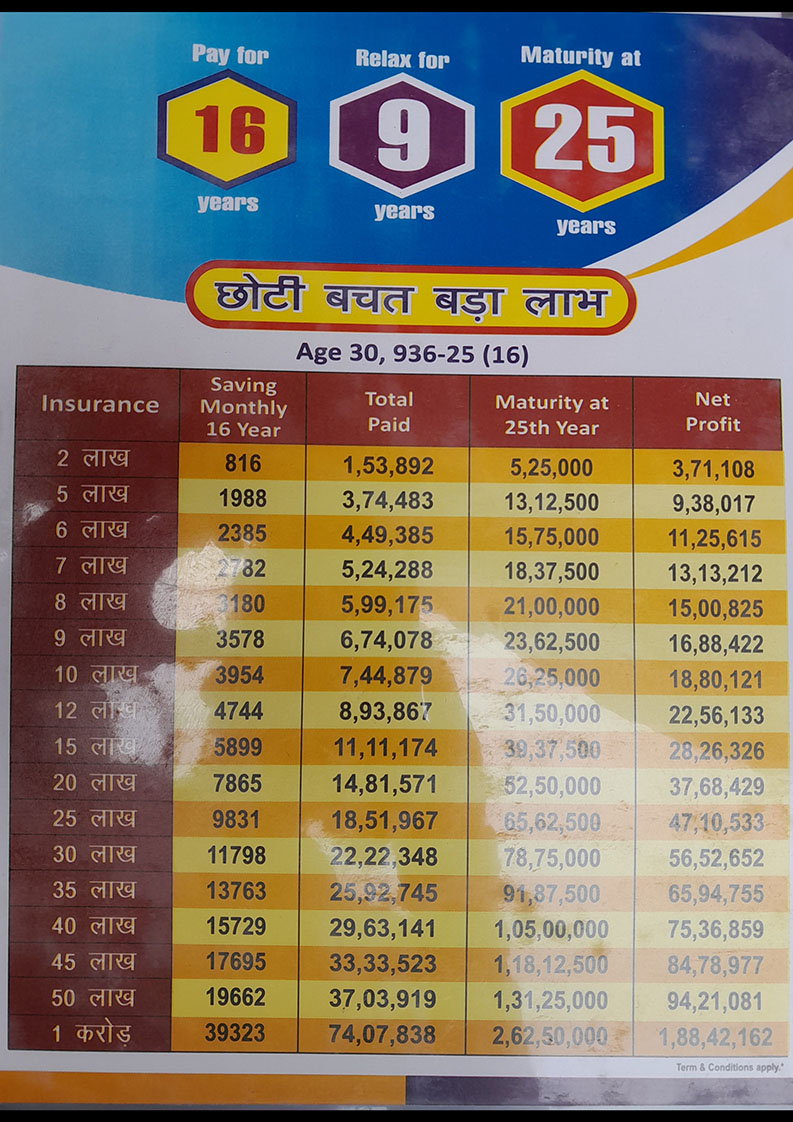 Pay for
16
years
Relax for
9
years
Maturity at
25
years
छोटी बचत बड़ा लाभ
Age 30, 936-25 (16)
Insurance Saving Monthly 16 Year Total Paid Maturity at 25th Year Net Profit
2 लाख 816 1,53,892 5,25,000 3,71,108
5 लाख 1988 3,74,483 13,12,500 9,38,017
6 लाख 2385 4,49,385 15,75,000 11,25,615
7 लाख 2782 5,24,288 18,37,500 13,13,212
8 लाख 3180 5,99,175 21,00,000 15,00,825
9 लाख 3578 6,74,078 23,62,500 16,88,422
10 लाख 3954 7,44,879 26,25,000 18,80,121
12 लाख 4744 8,93,867 31,50,000 22,56,133
15 लाख 5899 11,11,174 39,37,500 28,26,326
20 लाख 7865 14,81,571 52,50,000 37,68,429
25 लाख 9831 18,51,967 65,62,500 47,10,533
30 लाख 11798 22,22,348 78,75,000 56,52,652
35 लाख 13763 25,92,745 91,87,500 65,94,755
40 लाख 15729 29,63,141 1,05,00,000 75,36,859
45 लाख 17695 33,33,523 1,18,12,500 84,78,977
50 लाख 19662 37,03,919 1,31,25,000 94,21,081
1 करोड़ 39323 74,07,838 2,62,50,000 1,88,42,162
Term & Conditions apply.*